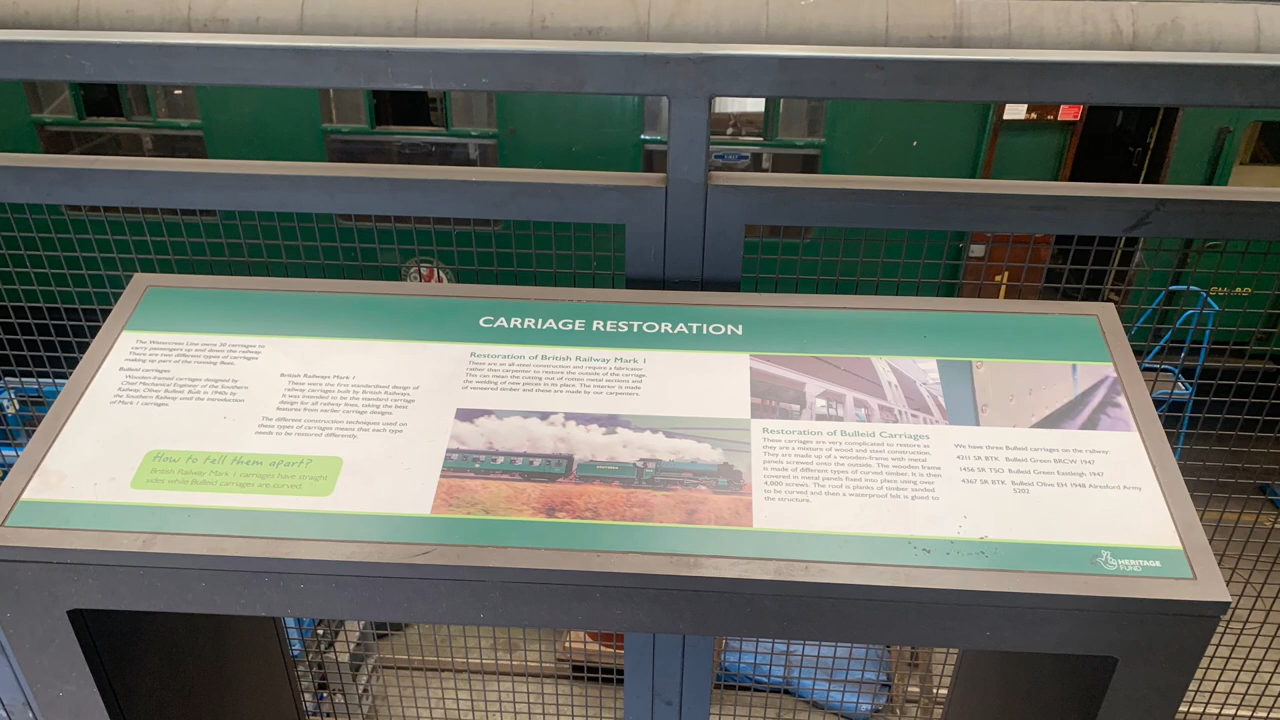 CARRIAGE RESTORATION
The Watercress Line owns 30 carriages to
carry passengers up and down the railway.
There are two different types of carriages
making up part of the running fleet.
Bulleid carriages
Wooden-framed carriages designed by
Chief Mechanical Engineer of the Southern
Railway, Oliver Bulleid. Built in 1940s by
the Southern Railway until the introduction
of Mark 1 carriages.
British Railways Mark 1
These were the first standardised design of
railway carriages built by British Railways.
It was intended to be the standard carriage
design for all railway lines, taking the best
features from earlier carriage designs.
The different construction techniques used on
these types of carriages means that each type
needs to be restored differently.
How to tell them apart?
British Railway Mark 1 carriages have straight
sides while Bulleid carriages are curved.
Restoration of British Railway Mark 1
These are an all-steel construction and require a fabricator
rather than carpenter to restore the outside of the carriage.
This can mean the cutting out of rotten metal sections and
the welding of new pieces in its place. The interior is made
of veneered timber and these are made by our carpenters.
Restoration of Bulleid Carriages
These carriages are very complicated to restore as
they are a mixture of wood and steel construction.
They are made up of a wooden-frame with metal
panels screwed onto the outside. The wooden frame
is made of different types of curved timber. It is then
covered in metal panels fixed into place using over
4,000 screws. The roof is planks of timber sanded
to be curved and then a waterproof felt is glued to
the structure.
We have three Bulleid carriages on the railway:
4211 SR BTK Bulleid Green BRCW 1947
1456 SR TSO Bulleid Green Eastleigh 1947
4367 SR BTK Bulleid Olive EH 1948 Alresford Army
S202
HERITAGE
FUND
1
GUARD